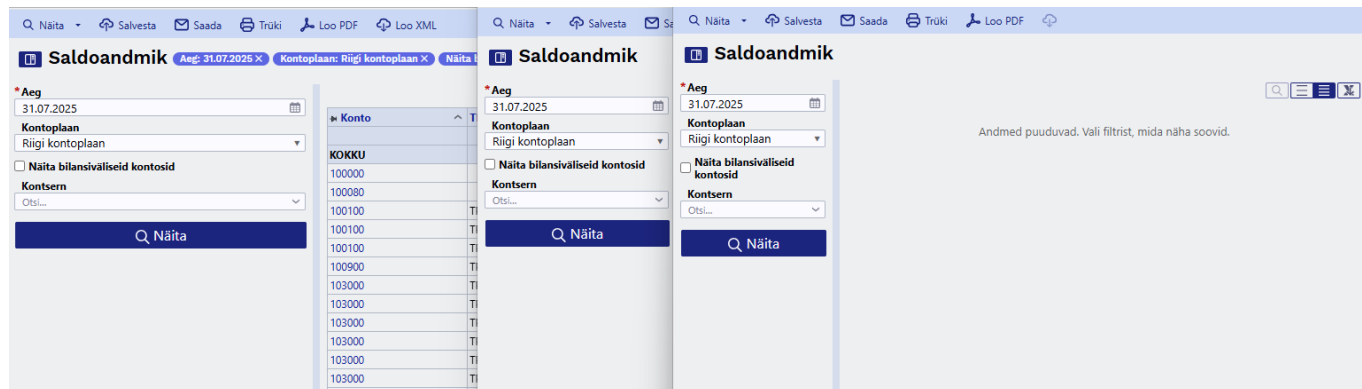 Näita Salvesta Saada Trüki Loo PDF Loo XML
Saldoandmik Aeg: 31.07.2025 × Kontoplaan: Riigi kontoplaan × Näita
*Aeg
31.07.2025
Kontoplaan
Riigi kontoplaan
Näita bilansiväliseid kontosid
Kontsern
Otsi...
Näita
Konto
KOKKU
100000
100080
100100
100100
100100
100900
103000
103000
103000
103000
103000
103000
Näita Salvesta Sa
Saldoandmik
*Aeg
31.07.2025
Kontoplaan
Riigi kontoplaan
Näita bilansiväliseid kontosid
Kontsern
Otsi...
Näita
Näita Salvesta Saada Trüki Loo PDF
Saldoandmik
*Aeg
31.07.2025
Kontoplaan
Riigi kontoplaan
Näita bilansiväliseid
kontosid
Kontsern
Otsi...
Näita
Andmed puuduvad. Vali filtrist, mida näha soovid.